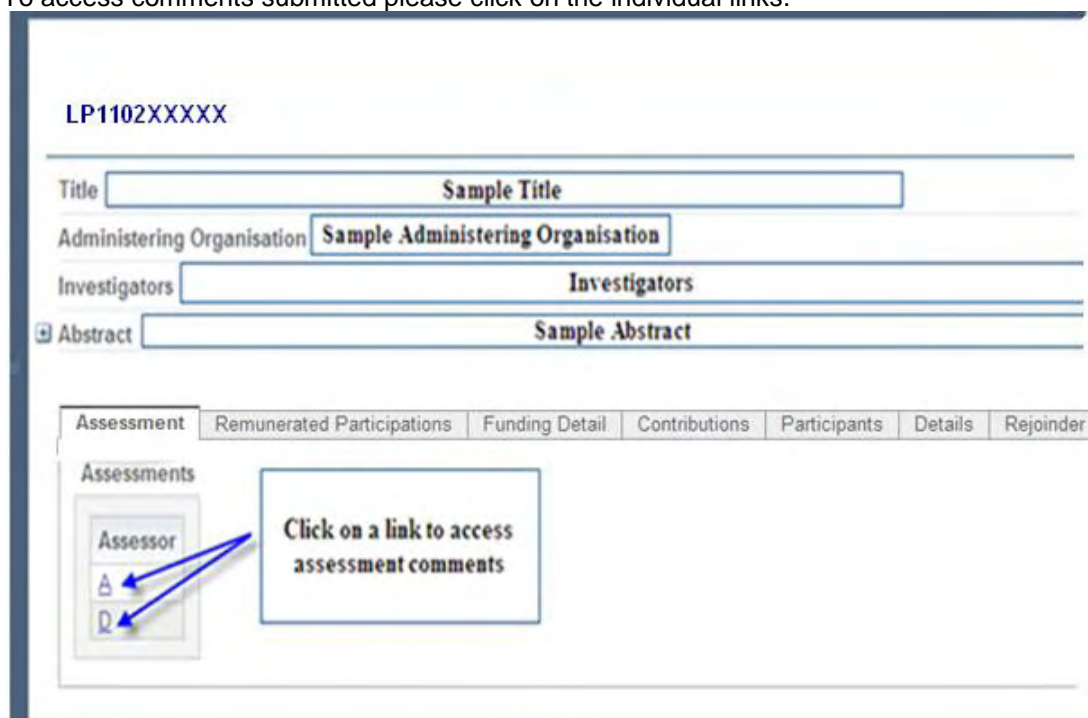 To access comments submitted please click on the individual links.
LP1102XXXXX
Title Sample Title
Administering Organisation Sample Administering Organisation
Investigators Investigators
Abstract Sample Abstract
Assessment Remunerated Participations Funding Detail Contributions Participants Details Rejoinder
Assessments
Assessor
A
D
Click on a link to access
assessment comments